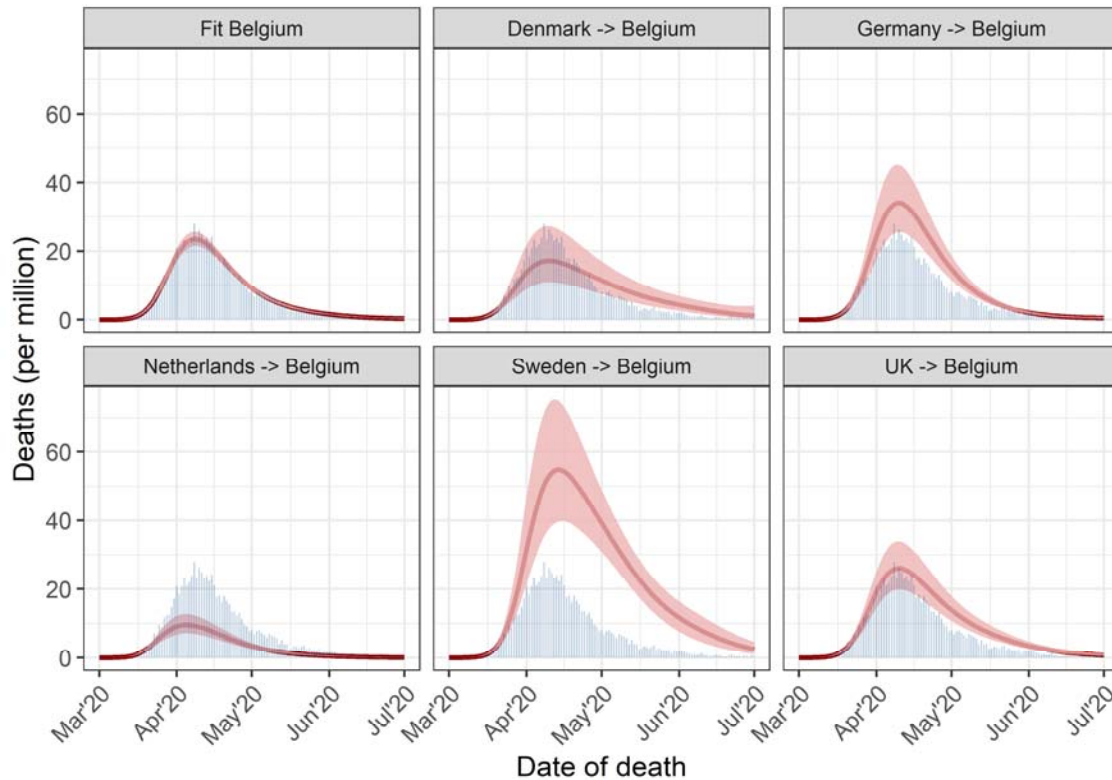 Fit Belgium
Denmark -> Belgium
Germany -> Belgium
60
40
20
0
Netherlands -> Belgium
Sweden -> Belgium
UK -> Belgium
60
40
20
0
Deaths (per million)
Mar'20
Apr'20
May'20
Jun'20
Jul'20
Mar'20
Apr'20
May'20
Jun'20
Jul'20
Mar'20
Apr'20
May'20
Jun'20
Jul'20
Date of death